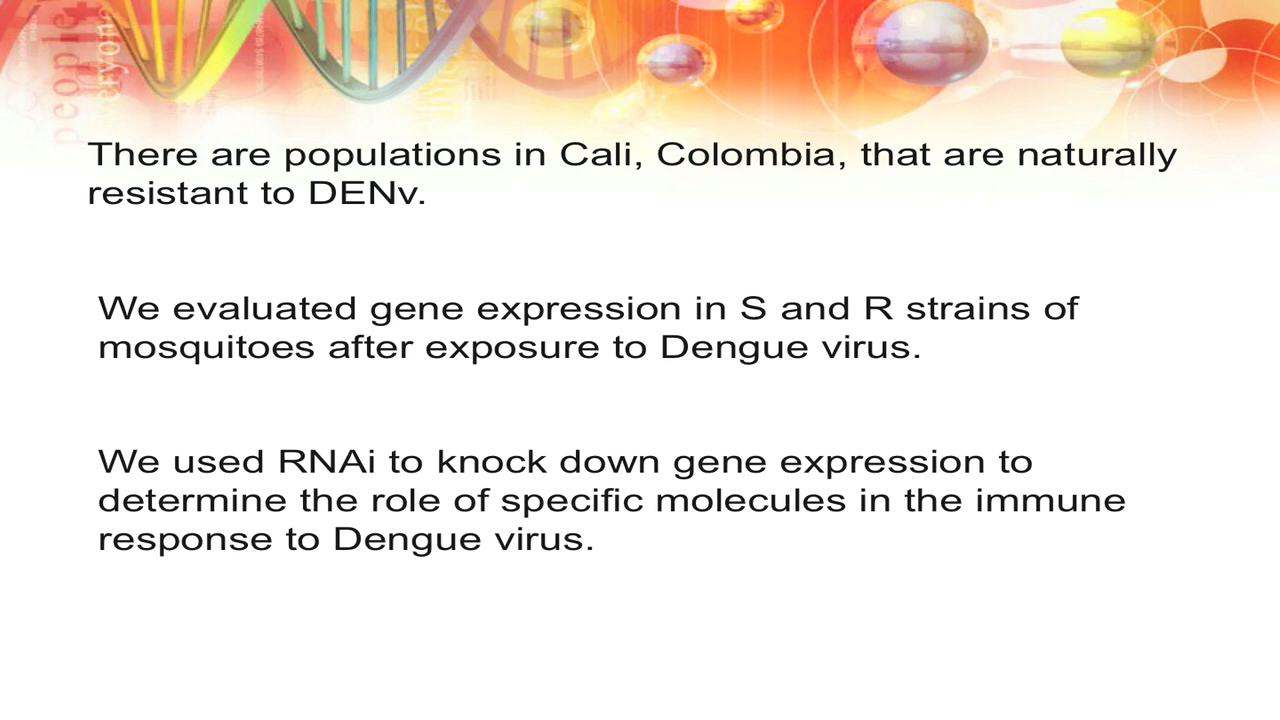 people
everyone
There are populations in Cali, Colombia, that are naturally
resistant to DENv.
We evaluated gene expression in S and R strains of
mosquitoes after exposure to Dengue virus.
We used RNAi to knock down gene expression to
determine the role of specific molecules in the immune
response to Dengue virus.